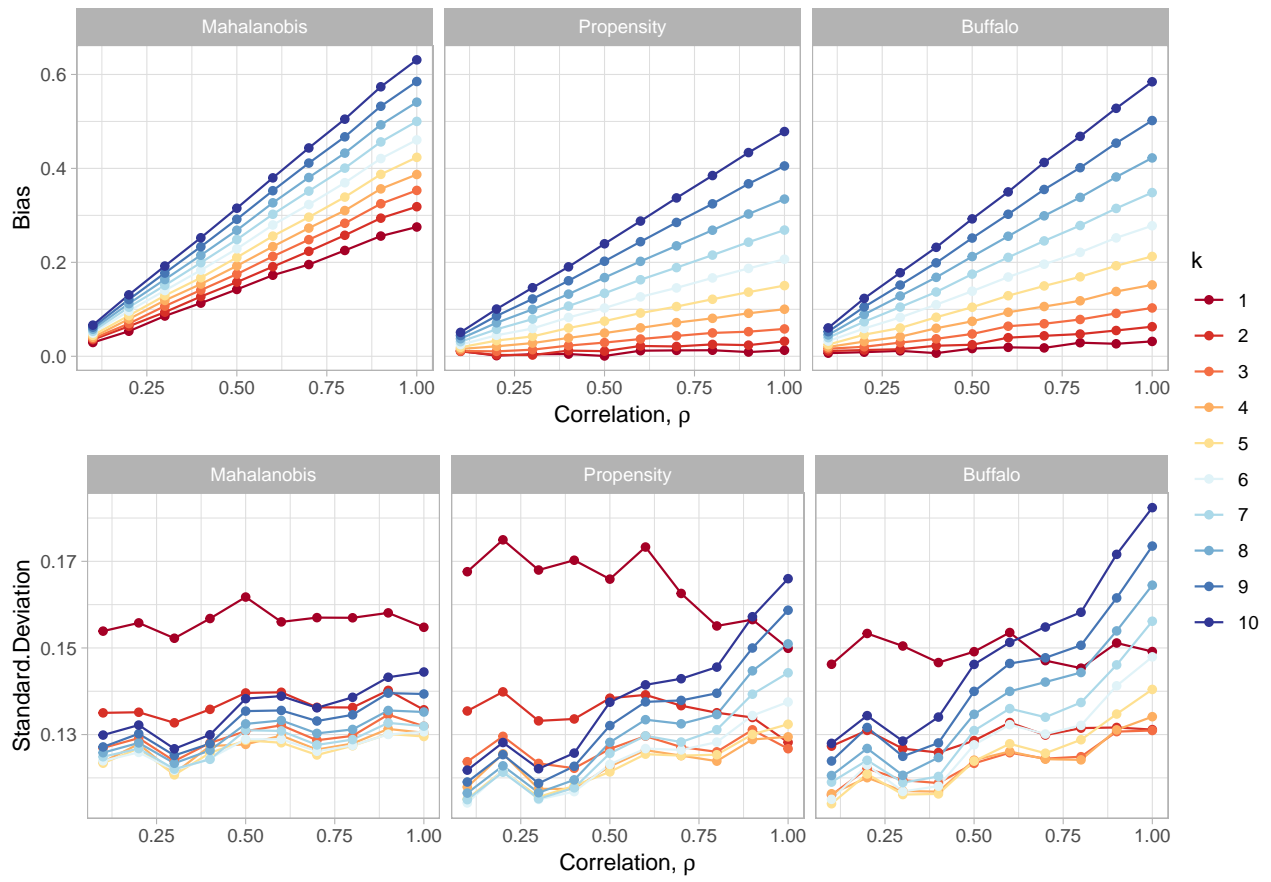 Mahalanobis Propensity Buffalo
0.6
0.4
0.2
0.0
Bias
0.25 0.50 0.75 1.00 0.25 0.50 0.75 1.00 0.25 0.50 0.75 1.00
Correlation, ρ
Mahalanobis Propensity Buffalo
0.17
0.15
0.13
Standard.Deviation
0.25 0.50 0.75 1.00 0.25 0.50 0.75 1.00 0.25 0.50 0.75 1.00
Correlation, ρ
k
1
2
3
4
5
6
7
8
9
10